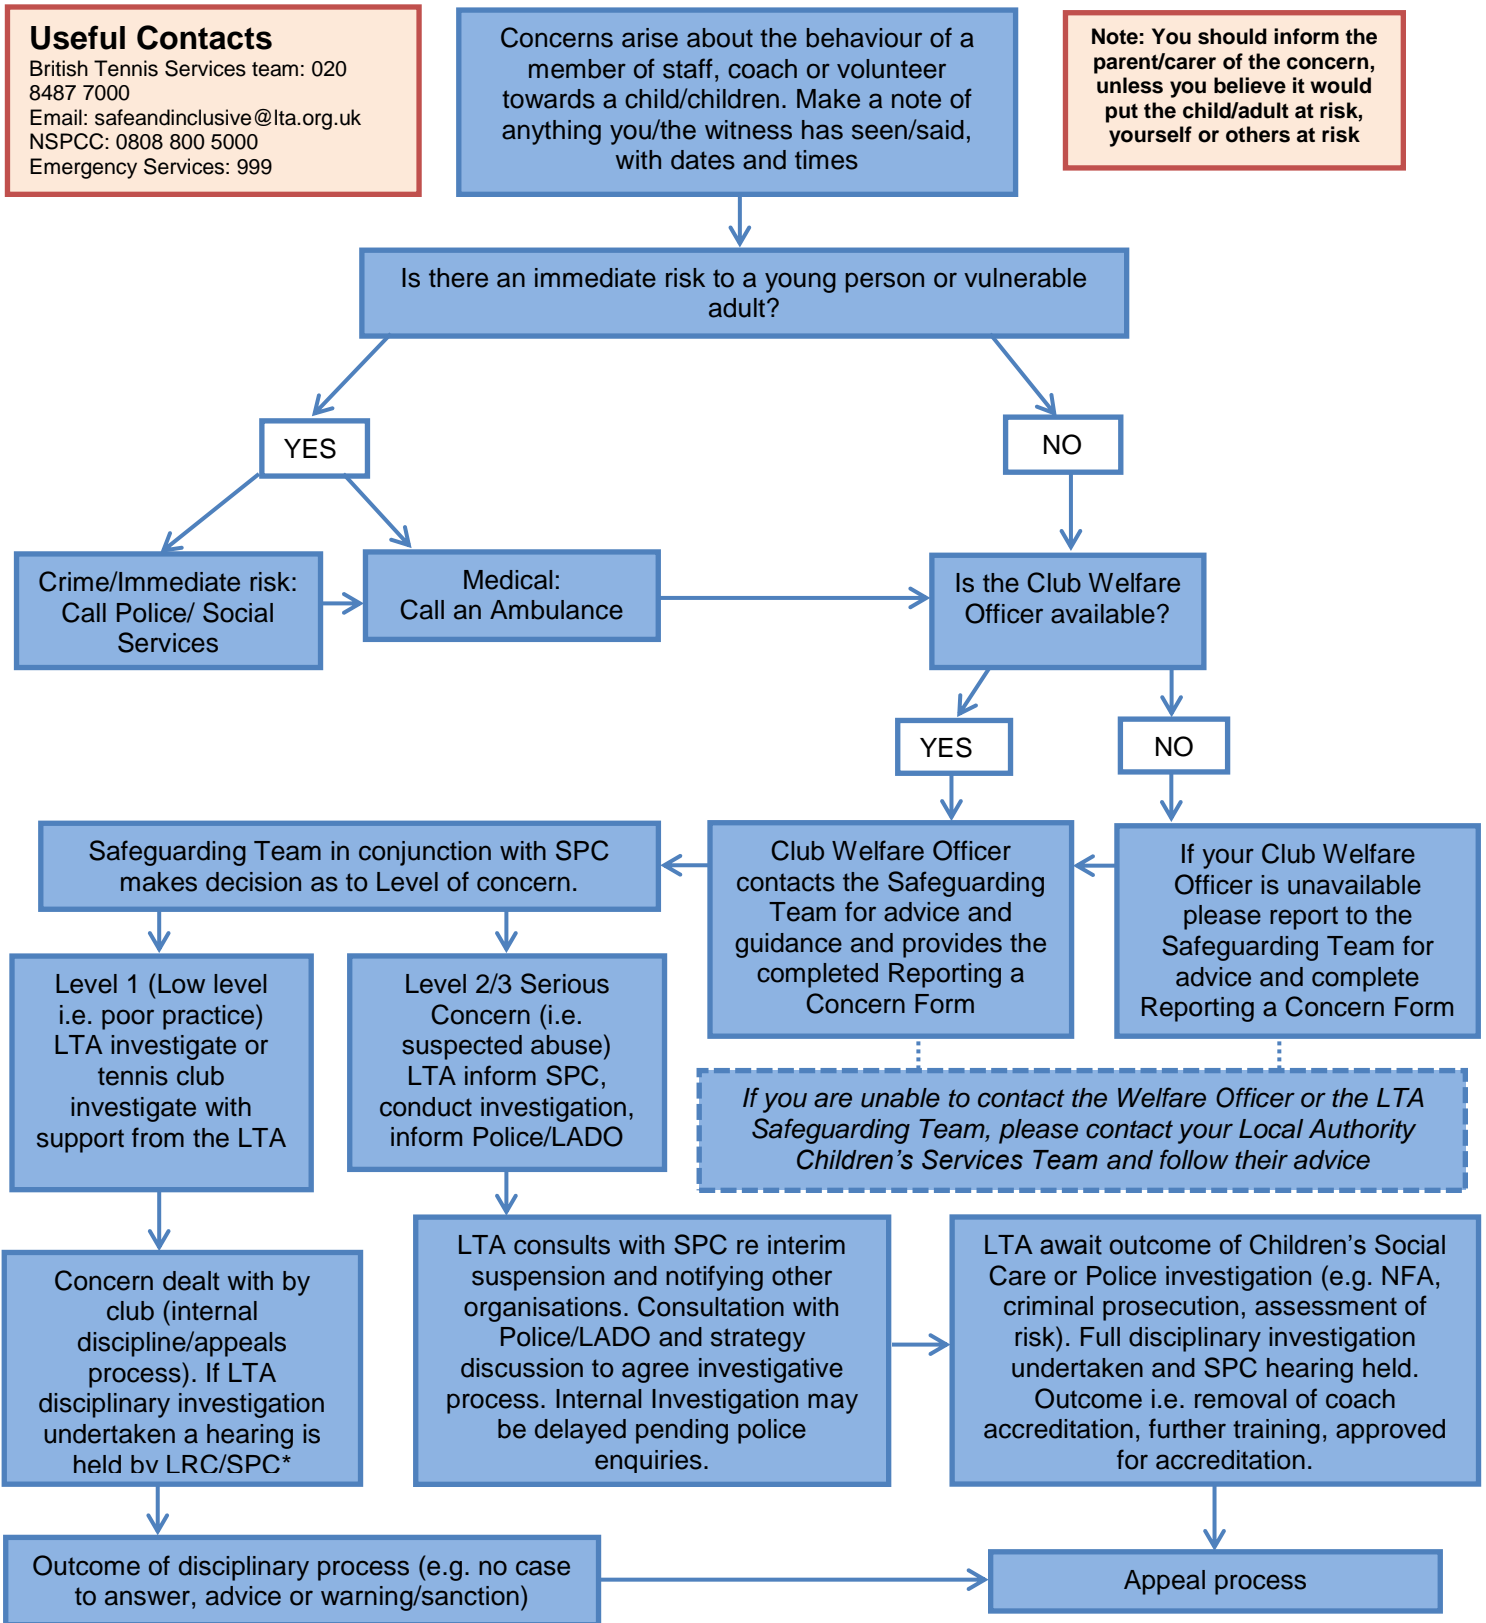 Useful Contacts
British Tennis Services team: 020
8487 7000
Email: safeandinclusive@lta.org.uk
NSPCC: 0808 800 5000
Emergency Services: 999
Concerns arise about the behaviour of a
member of staff, coach or volunteer
towards a child/children. Make a note of
anything you/the witness has seen/said,
with dates and times
Note: You should inform the
parent/carer of the concern,
unless you believe it would
put the child/adult at risk,
yourself or others at risk
Is there an immediate risk to a young person or vulnerable
adult?
YES
NO
Crime/Immediate risk:
Call Police/ Social
Services
Medical:
Call an Ambulance
Is the Club Welfare
Officer available?
YES
NO
Safeguarding Team in conjunction with SPC
makes decision as to Level of concern.
Club Welfare Officer
contacts the Safeguarding
Team for advice and
guidance and provides the
completed Reporting a
Concern Form
If your Club Welfare
Officer is unavailable
please report to the
Safeguarding Team for
advice and complete
Reporting a Concern Form
Level 1 (Low level
i.e. poor practice)
LTA investigate or
tennis club
investigate with
support from the LTA
Level 2/3 Serious
Concern (i.e.
suspected abuse)
LTA inform SPC,
conduct investigation,
inform Police/LADO
If you are unable to contact the Welfare Officer or the LTA
Safeguarding Team, please contact your Local Authority
Children’s Services Team and follow their advice
Concern dealt with by
club (internal
discipline/appeals
process). If LTA
disciplinary investigation
undertaken a hearing is
held by LRC/SPC*
LTA consults with SPC re interim
suspension and notifying other
organisations. Consultation with
Police/LADO and strategy
discussion to agree investigative
process. Internal Investigation may
be delayed pending police
enquiries.
LTA await outcome of Children’s Social
Care or Police investigation (e.g. NFA,
criminal prosecution, assessment of
risk). Full disciplinary investigation
undertaken and SPC hearing held.
Outcome i.e. removal of coach
accreditation, further training, approved
for accreditation.
Outcome of disciplinary process (e.g. no case
to answer, advice or warning/sanction)
Appeal process